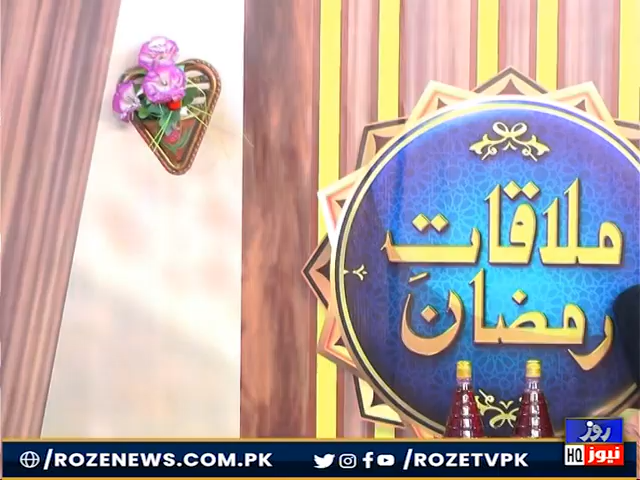 ملاقات
رمضان
/ROZENEWS.COM.PK
/ROZETVPK
روز
HQ نیوز